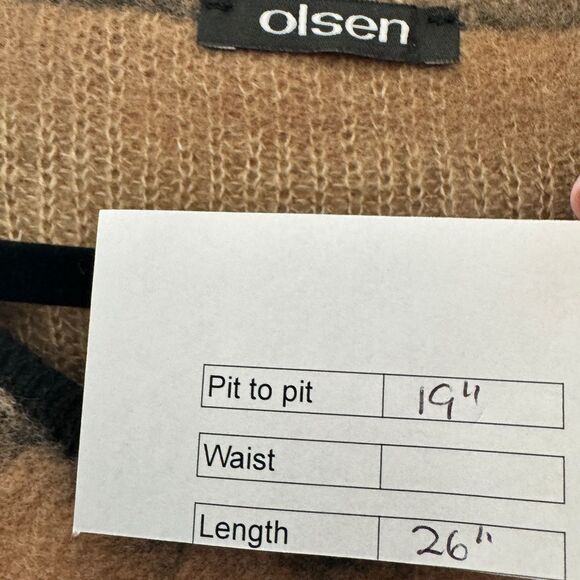 olsen
Pit to pit 19"
Waist
Length 26"